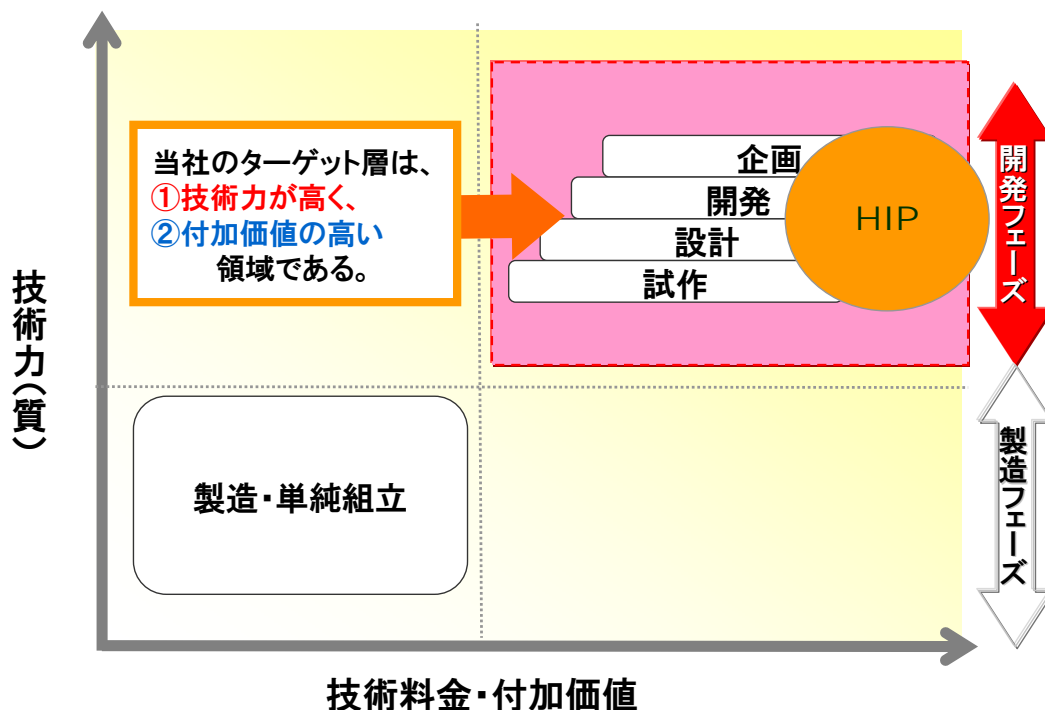 当社のターゲット層は、
①技術力が高く、
②付加価値の高い
領域である。
企画
開発
設計
試作
HIP
開発フェーズ
技術力(質)
製造・単純組立
製造フェーズ
技術料金・付加価値